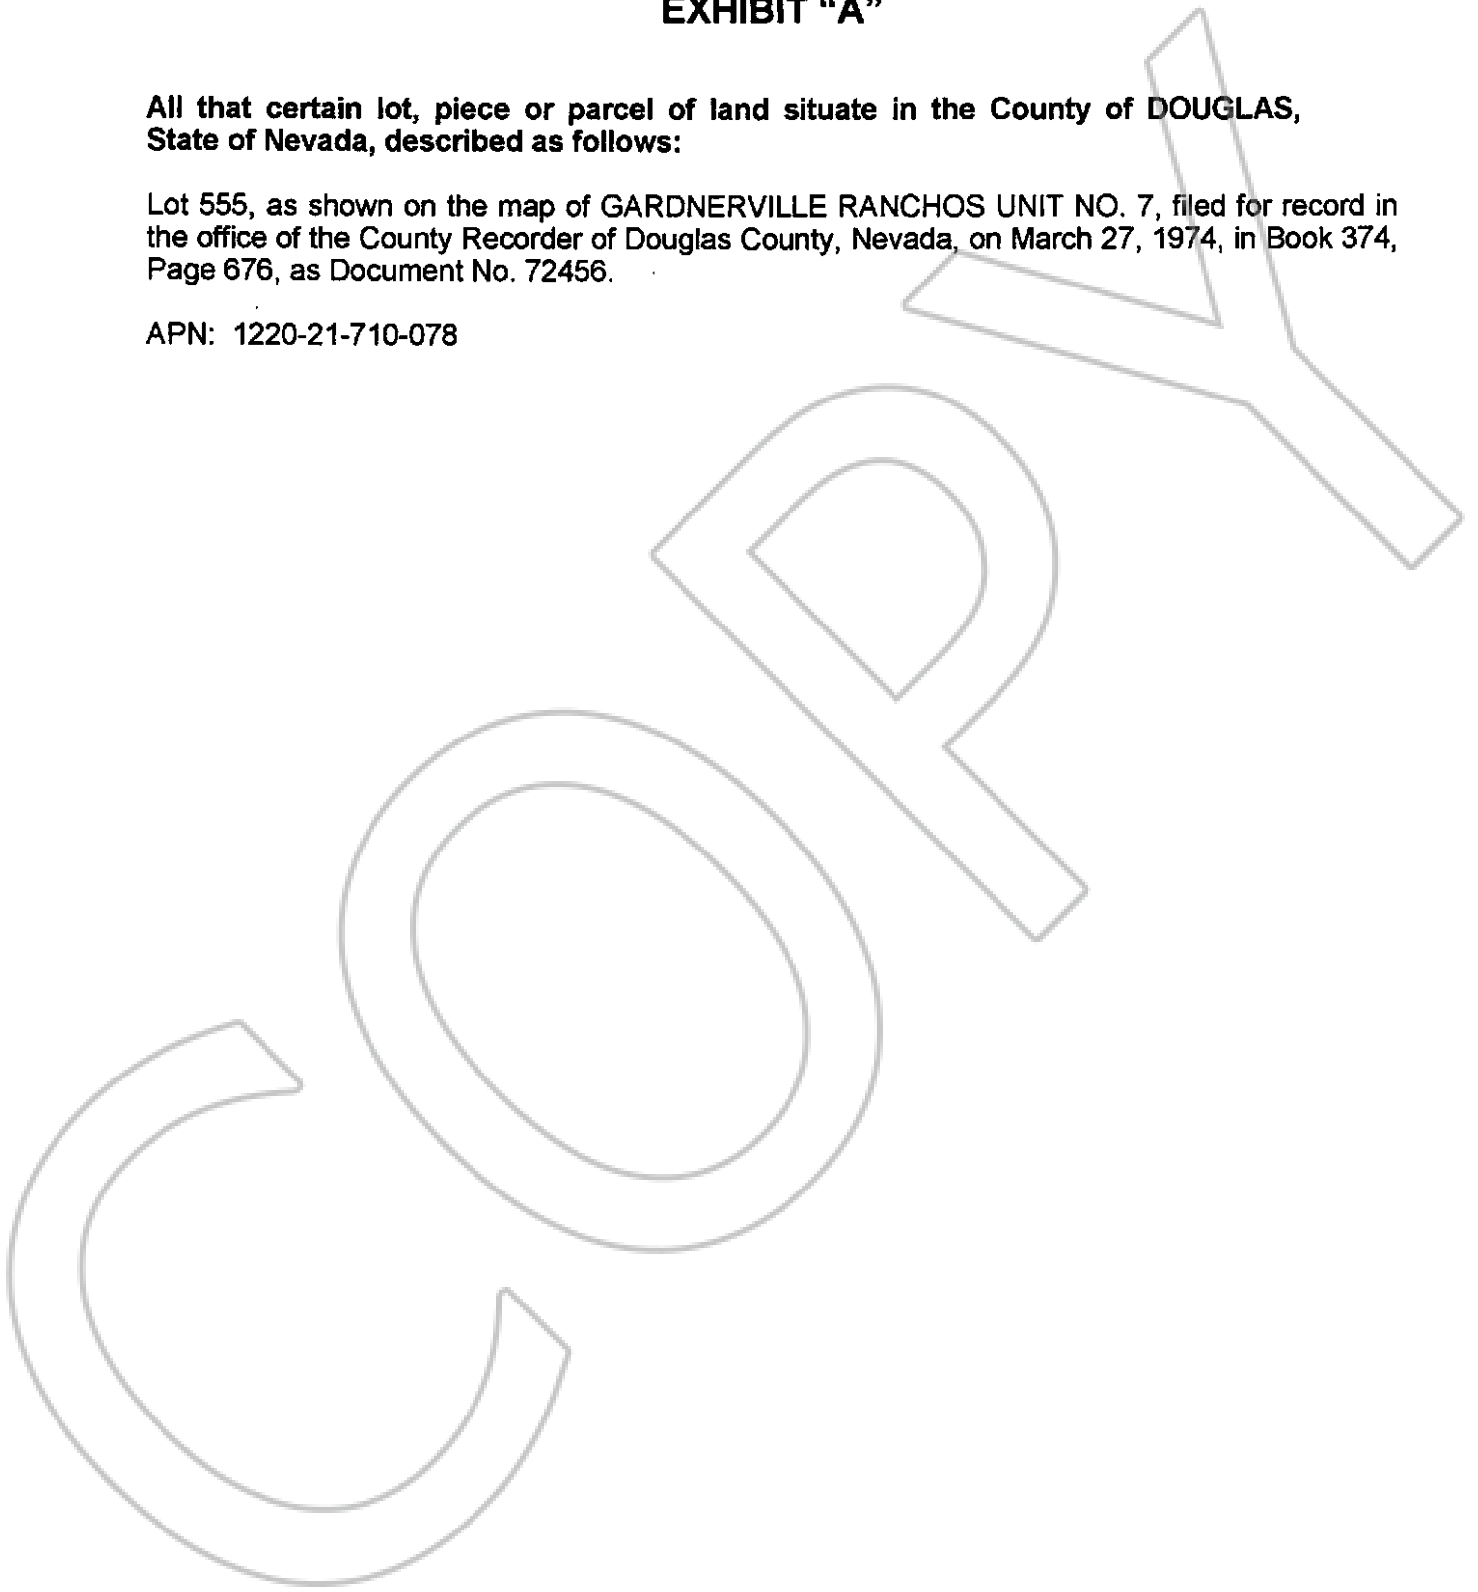 EXHIBIT “A”
All that certain lot, piece or parcel of land situate in the County of DOUGLAS,
State of Nevada, described as follows:
Lot 555, as shown on the map of GARDNERVILLE RANCHOS UNIT NO. 7, filed for record in
the office of the County Recorder of Douglas County, Nevada, on March 27, 1974, in Book 374,
Page 676, as Document No. 72456.
APN: 1220-21-710-078
COPY